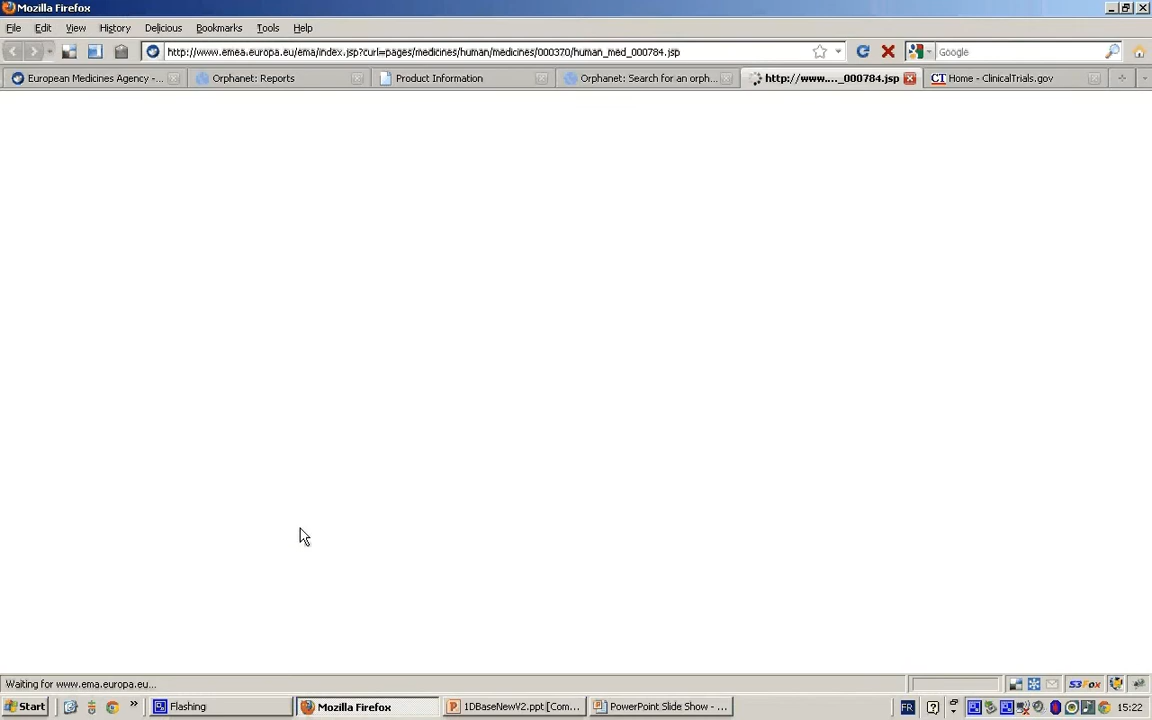 Mozilla Firefox
File Edit View History Delicious Bookmarks Tools Help
http://www.emea.europa.eu/ema/index.jsp?curl=pages/medicines/human/medicines/000370/human_med_000784.jsp Google
European Medicines Agency -... Orphanet: Reports Product Information Orphanet: Search for an orph... http://www...._000784.jsp CT Home - ClinicalTrials.gov
Waiting for www.ema.europa.eu... S3Fox
Start Flashing Mozilla Firefox 1DBaseNewV2.ppt [Com... PowerPoint Slide Show - ... FR 15:22